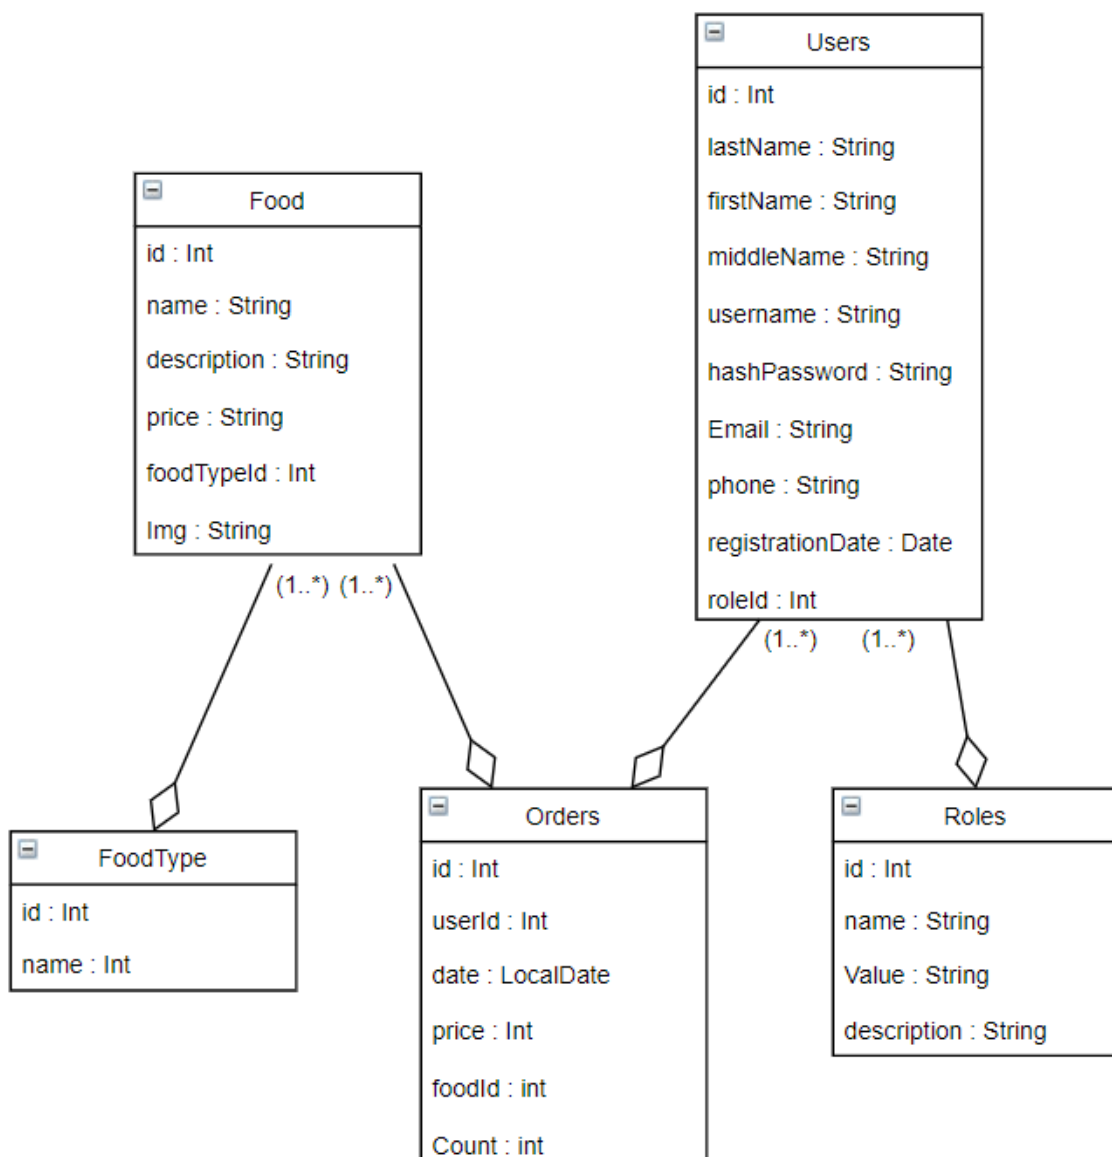 Users
id : Int
lastName : String
firstName : String
middleName : String
username : String
hashPassword : String
Email : String
phone : String
registrationDate : Date
roleId : Int
Food
id : Int
name : String
description : String
price : String
foodTypeId : Int
Img : String
(1..*) (1..*)
(1..*) (1..*)
FoodType
id : Int
name : Int
Orders
id : Int
userId : Int
date : LocalDate
price : Int
foodId : int
Count : int
Roles
id : Int
name : String
Value : String
description : String